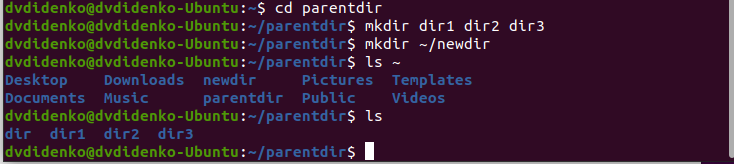 dvdidenko@dvdidenko-Ubuntu:~$ cd parentdir
dvdidenko@dvdidenko-Ubuntu:~/parentdir$ mkdir dir1 dir2 dir3
dvdidenko@dvdidenko-Ubuntu:~/parentdir$ mkdir ~/newdir
dvdidenko@dvdidenko-Ubuntu:~/parentdir$ ls ~
Desktop    Downloads  newdir     Pictures  Templates
Documents  Music      parentdir  Public    Videos
dvdidenko@dvdidenko-Ubuntu:~/parentdir$ ls
dir  dir1  dir2  dir3
dvdidenko@dvdidenko-Ubuntu:~/parentdir$